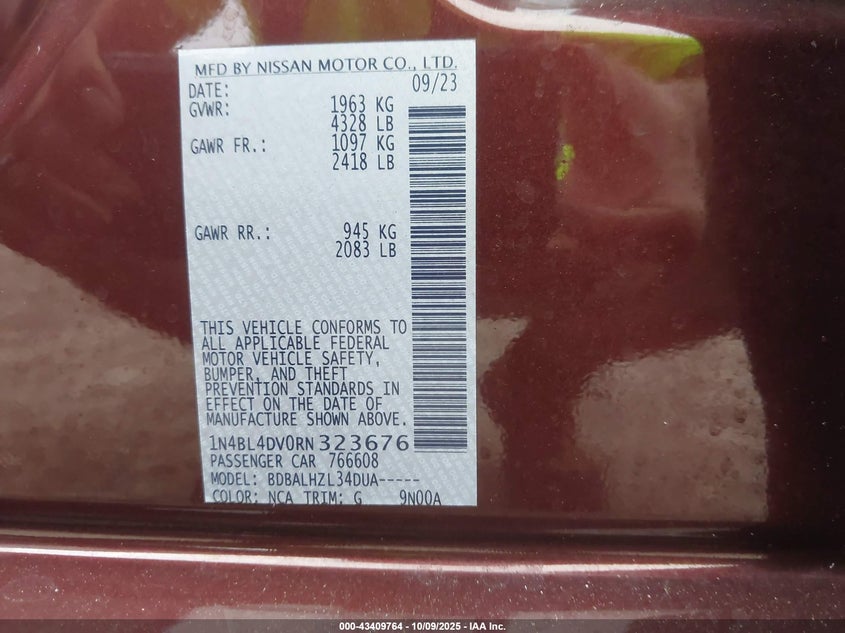 MFD BY NISSAN MOTOR CO., LTD.
DATE: 09/23
GVWR: 1963 KG
4328 LB
GAWR FR.: 1097 KG
2418 LB
GAWR RR.: 945 KG
2083 LB
THIS VEHICLE CONFORMS TO
ALL APPLICABLE FEDERAL
MOTOR VEHICLE SAFETY,
BUMPER, AND THEFT
PREVENTION STANDARDS IN
EFFECT ON THE DATE OF
MANUFACTURE SHOWN ABOVE.
1N4BL4DV0RN323676
PASSENGER CAR 766608
MODEL: BDBALHZL34DUA-----
COLOR: NCA TRIM: G 9N00A
000-43409764 - 10/09/2025 - IAA Inc.